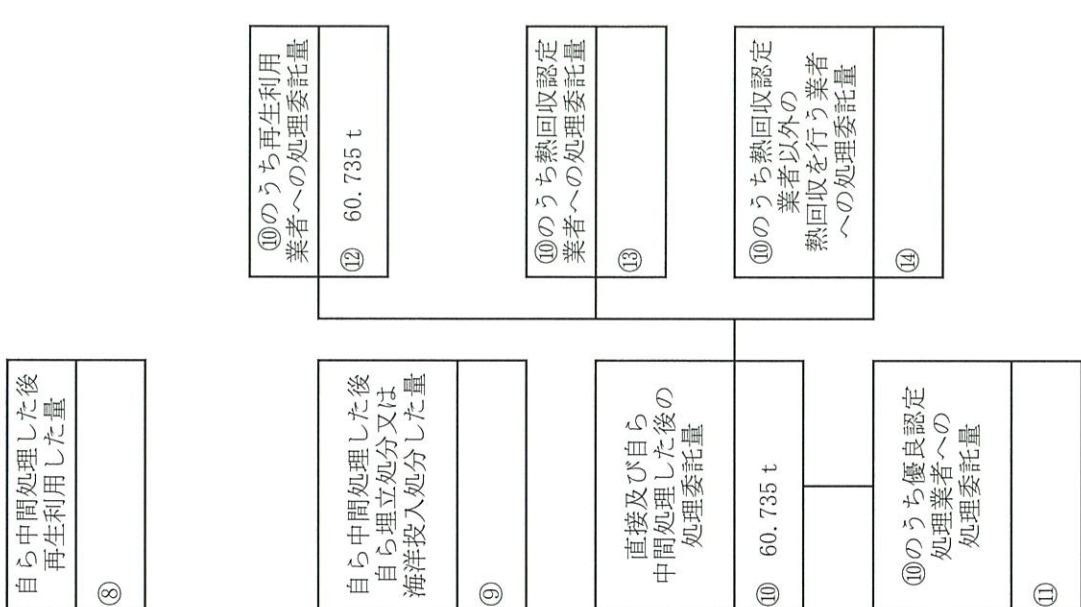 自ら中間処理した後
再生利用した量
⑧
自ら中間処理した後
自ら埋立処分又は
海洋投入処分した量
⑨
直接及び自ら
中間処理した後の
処理委託量
⑩ 60.735 t
⑩のうち優良認定
処理業者への
処理委託量
⑪
⑩のうち再生利用
業者への処理委託量
⑫ 60.735 t
⑩のうち熱回収認定
業者への処理委託量
⑬
⑩のうち熱回収認定
業者以外の
熱回収を行う業者
への処理委託量
⑭